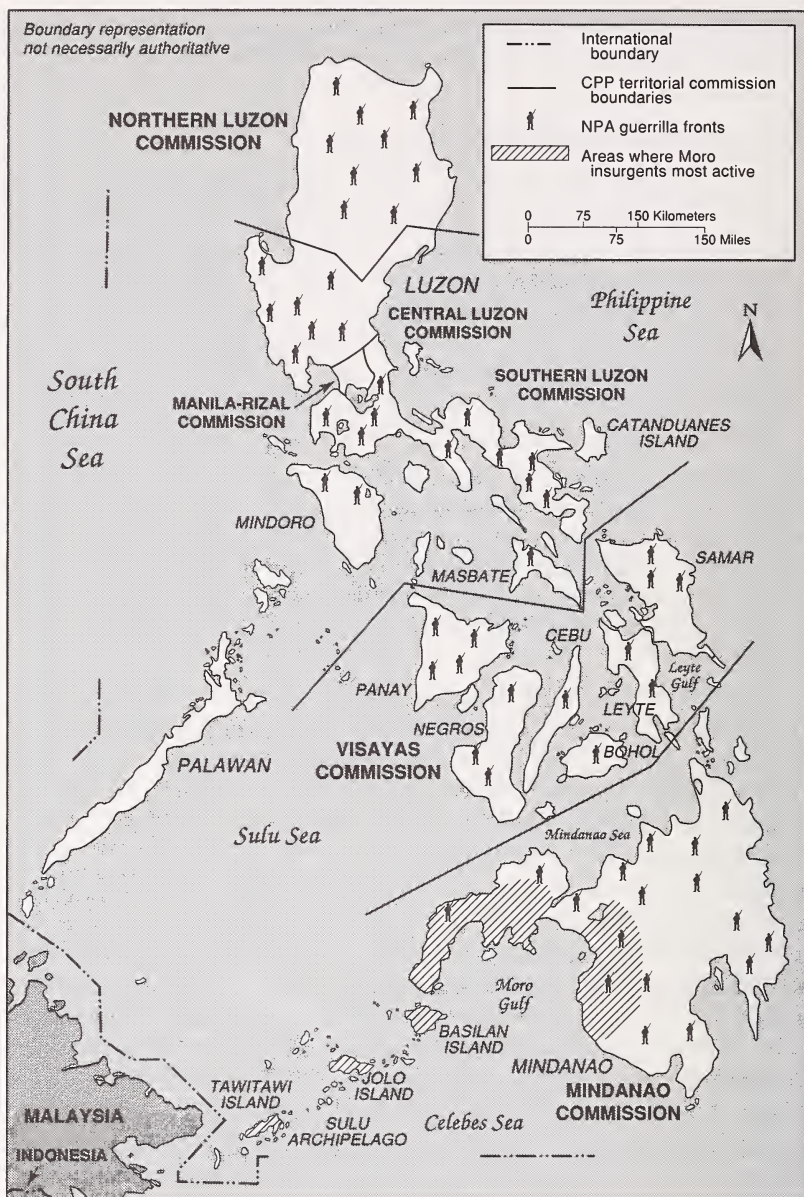 Boundary representation
not necessarily authoritative
International
boundary
CPP territorial commission
boundaries
NPA guerrilla fronts
Areas where Moro
insurgents most active
0 75 150 Kilometers
0 75 150 Miles
NORTHERN LUZON
COMMISSION
LUZON
CENTRAL LUZON
COMMISSION
Philippine
Sea
N
South
China
Sea
MANILA-RIZAL
COMMISSION
SOUTHERN LUZON
COMMISSION
CATANDUANES
ISLAND
MINDORO
MASBATE
SAMAR
CEBU
PANAY
Leyte
Gulf
LEYTE
NEGROS
BOHOL
VISAYAS
COMMISSION
PALAWAN
Sulu Sea
Mindanao Sea
Moro
Gulf
BASILAN
ISLAND
MINDANAO
MINDANAO
COMMISSION
JOLO
ISLAND
TAWITAWI
ISLAND
SULU
ARCHIPELAGO
Celebes Sea
MALAYSIA
INDONESIA